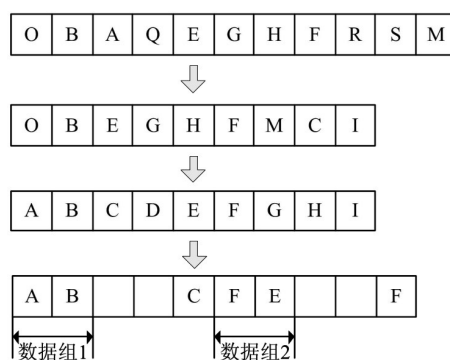 O B A Q E G H F R S M
O B E G H F M C I
A B C D E F G H I
A B C F E F
数据组1 数据组2